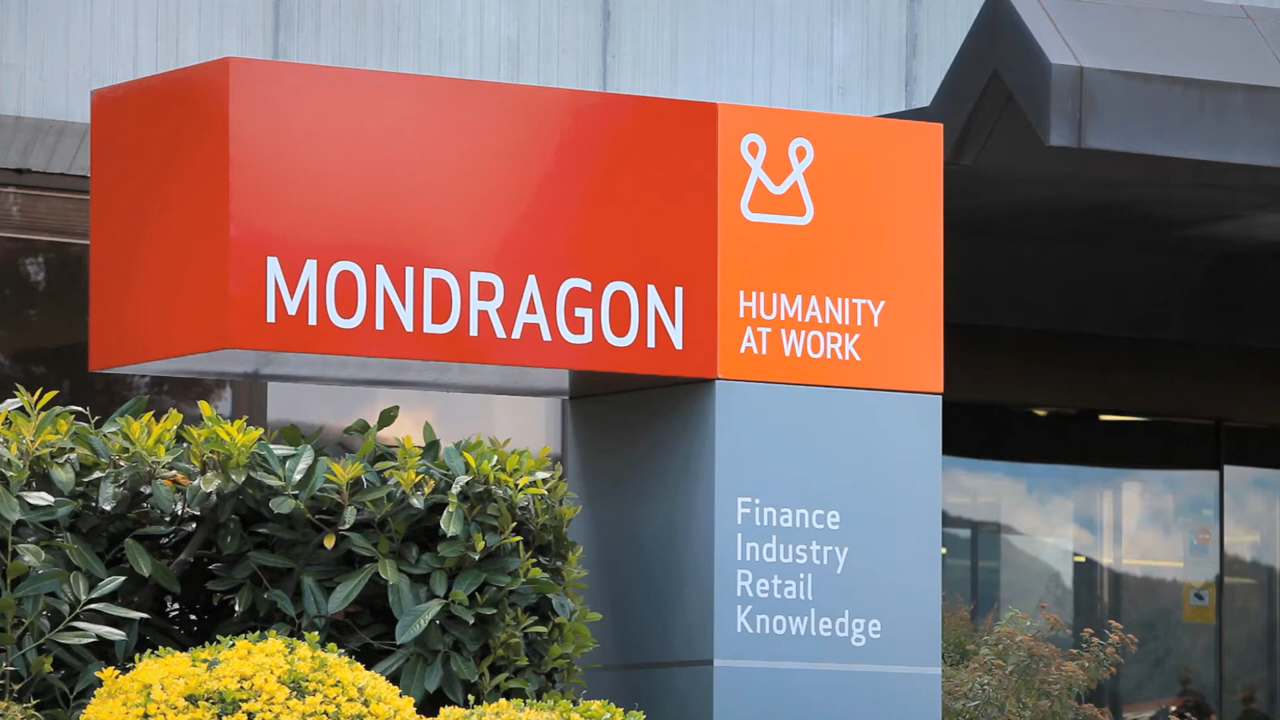 MONDRAGON
HUMANITY
AT WORK
Finance
Industry
Retail
Knowledge